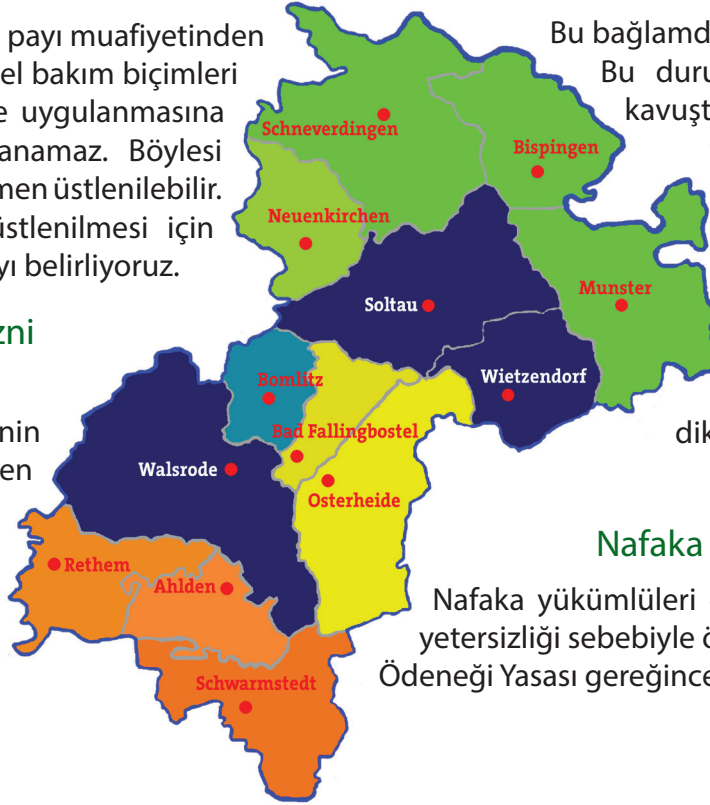 payı muafiyetinden
el bakım biçimleri
e uygulanmasına
anamaz. Böylesi
men üstlenilebilir.
üstlenilmesi için
yı belirliyoruz.
zni
nin
en
Schneverdingen
Bispingen
Neuenkirchen
Munster
Soltau
Wietzendorf
Bomlitz
Bad Fallingbostel
Walsrode
Osterheide
Rethem
Ahlden
Schwarmstedt
Bu bağlamd
Bu duru
kavuşt
dik
Nafaka
Nafaka yükümlüleri
yetersizliği sebebiyle ö
Ödeneği Yasası gereğince